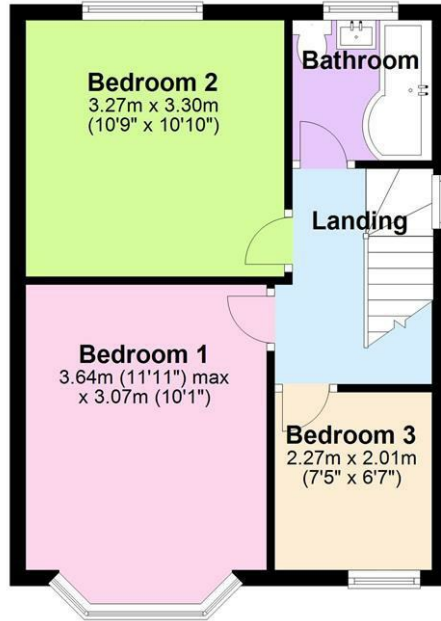 Bedroom 2
3.27m x 3.30m
(10'9" x 10'10")
Bathroom
Landing
Bedroom 1
3.64m (11'11") max
x 3.07m (10'1")
Bedroom 3
2.27m x 2.01m
(7'5" x 6'7")